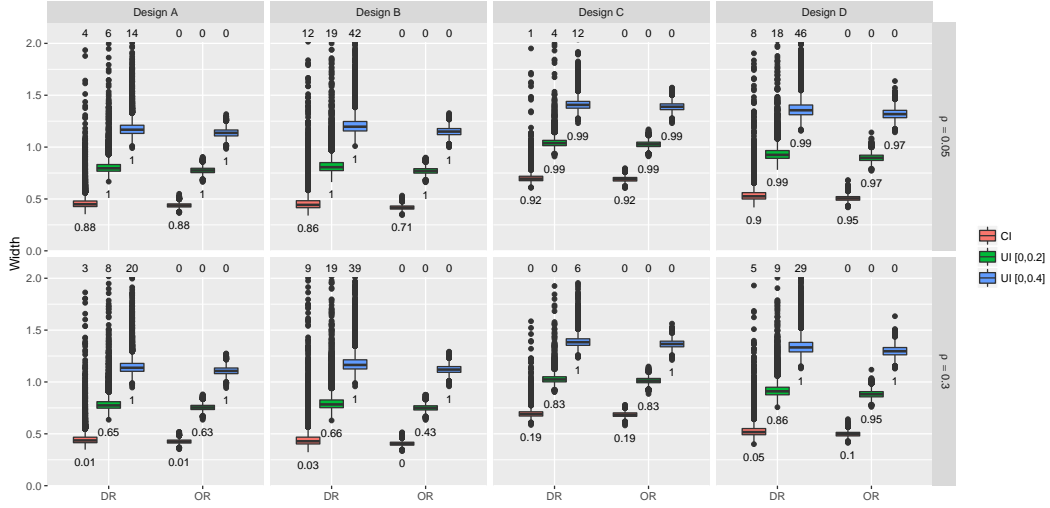 Design A Design B Design C Design D
4 6 14 0 0 0 12 19 42 0 0 0 1 4 12 0 0 0 8 18 46 0 0 0
2.0
1.5
1.0
0.5
0.0
0.88 1 1 0.88 1 1
0.86 1 1 0.71 1 1
0.92 0.99 0.99 0.92 0.99 0.99
0.9 0.99 0.99 0.95 0.97 0.97
ρ = 0.05
Width
3 8 20 0 0 0 9 19 39 0 0 0 0 0 6 0 0 0 5 9 29 0 0 0
2.0
1.5
1.0
0.5
0.0
0.01 0.65 1 0.01 0.63 1
0.03 0.66 1 0 0.43 1
0.19 0.83 1 0.19 0.83 1
0.05 0.86 1 0.1 0.95 1
ρ = 0.3
DR OR DR OR DR OR DR OR
CI
UI [0,0.2]
UI [0,0.4]